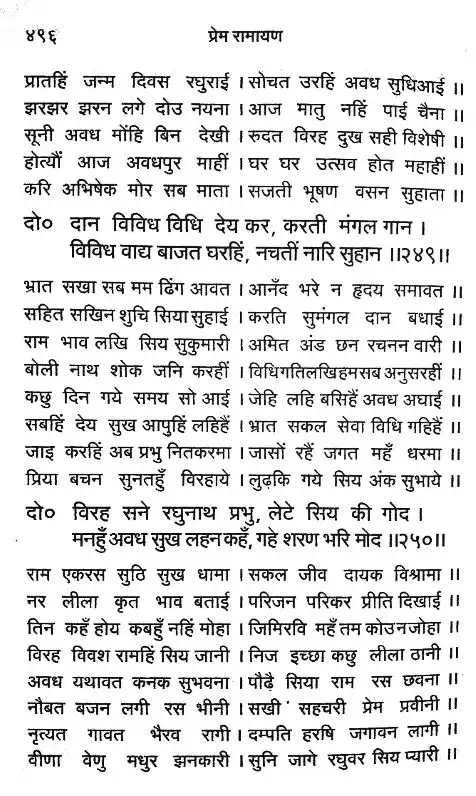 ४९६ प्रेम रामायण
प्रातहिं जन्म दिवस रघुराई । सोचत उरहिं अवध सुधिआई ।।
झरझर झरन लगे दोउ नयना । आज मातु नहिं पाई चैना ।।
सूनी अवध मोंहि बिन देखी । रुदत विरह दुख सही विशेषी ।।
होत्यौं आज अवधपुर माहीं । घर घर उत्सव होत महाहीं ।।
करि अभिषेक मोर सब माता । सजती भूषण वसन सुहाता ।।
दो० दान विविध विधि देय कर, करती मंगल गान ।
विविध वाद्य बाजत घरहिं, नचतीं नारि सुहान ।।२४९।।
भ्रात सखा सब मम ढिंग आवत । आनँद भरे न हृदय समावत ।।
सहित सखिन शुचि सियासुहाई । करति सुमंगल दान बधाई ।।
राम भाव लखि सिय सुकुमारी । अमित अंड छन रचनन वारी ।।
बोली नाथ शोक जनि करहीं । विधिगतिलखिहमसब अनुसरहीं ।।
कछु दिन गये समय सो आई । जेहि लहि बसिहैं अवध अघाई ।।
सबहिं देय सुख आपुहिं लहिहैं । भ्रात सकल सेवा विधि गहिहैं ।।
जाइ करहिं अब प्रभु नितकरमा । जासों रहैं जगत महँ धरमा ।।
प्रिया बचन सुनतहुँ विरहाये । लुढ़कि गये सिय अंक सुभाये ।।
दो० विरह सने रघुनाथ प्रभु, लेटे सिय की गोद ।
मनहुँ अवध सुख लहन कहँ, गहे शरण भरि मोद ।।२५०।।
राम एकरस सुठि सुख धामा । सकल जीव दायक विश्रामा ।।
नर लीला कृत भाव बताई । परिजन परिकर प्रीति दिखाई ।।
तिन कहँ होय कबहुँ नहिं मोहा । जिमिरवि महँ तम कोउनजोहा ।।
विरह विवश रामहिं सिय जानी । निज इच्छा कछु लीला ठानी ।।
अवध यथावत कनक सुभवना । पौढ़ै सिया राम रस छवना ।।
नौबत बजन लगी रस भीनी । सखी सहचरी प्रेम प्रवीनी ।।
नृत्यत गावत भैरव रागी । दम्पति हरषि जगावन लागी ।।
वीणा वेणु मधुर झनकारी । सुनि जागे रघुवर सिय प्यारी ।।